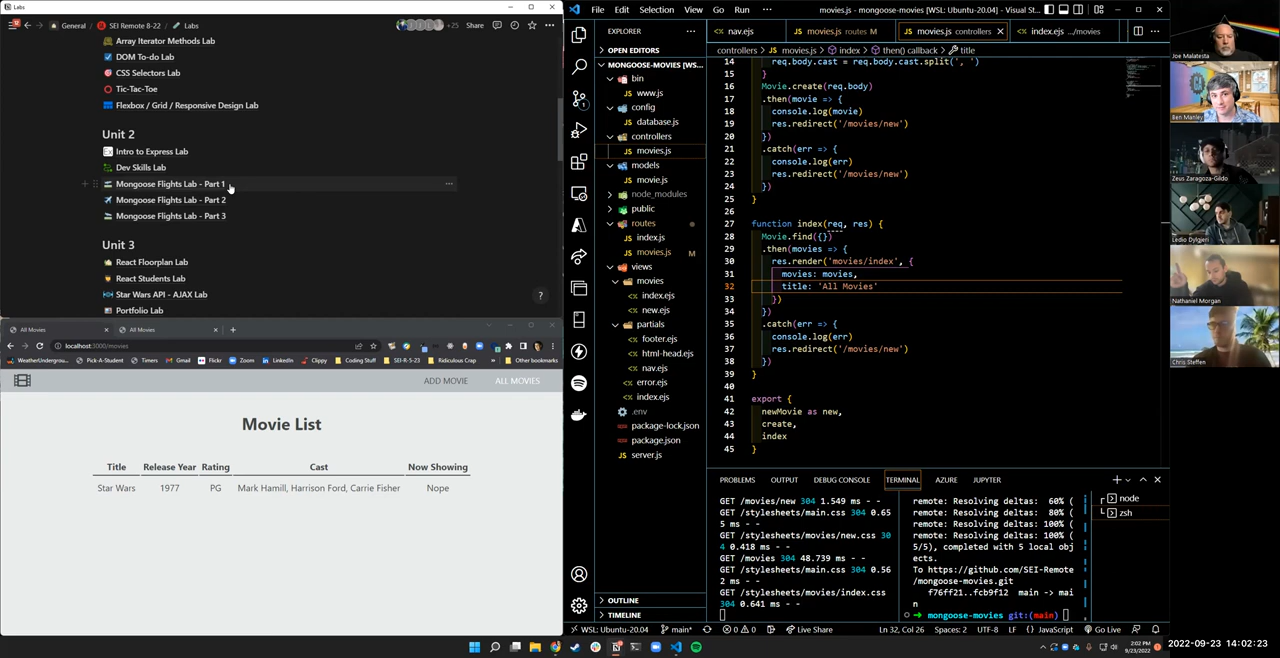 Labs
General / SEI Remote 8-22 / Labs
+25 Share
Array Iterator Methods Lab
DOM To-do Lab
CSS Selectors Lab
Tic-Tac-Toe
Flexbox / Grid / Responsive Design Lab
Unit 2
Intro to Express Lab
Dev Skills Lab
Mongoose Flights Lab - Part 1
Mongoose Flights Lab - Part 2
Mongoose Flights Lab - Part 3
Unit 3
React Floorplan Lab
React Students Lab
Star Wars API - AJAX Lab
Portfolio Lab
?
All Movies
All Movies
localhost:3000/movies
WeatherUndergroun...
Pick-A-Student
Timers
Gmail
Flickr
Zoom
LinkedIn
Clippy
Coding Stuff
SEI-R-5-23
Ridiculous Crap
»
Other bookmarks
ADD MOVIE
ALL MOVIES
Movie List
Title Release Year Rating Cast Now Showing
Star Wars 1977 PG Mark Hamill, Harrison Ford, Carrie Fisher Nope
File Edit Selection View Go Run ···
movies.js - mongoose-movies [WSL: Ubuntu-20.04] - Visual St...
EXPLORER
OPEN EDITORS
MONGOOSE-MOVIES [WS...
bin
www.js
config
database.js
controllers
movies.js
models
movie.js
node_modules
public
routes
index.js
movies.js M
views
movies
index.ejs
new.ejs
partials
footer.ejs
html-head.ejs
nav.ejs
error.ejs
index.ejs
.env
package-lock.json
package.json
server.js
OUTLINE
TIMELINE
nav.ejs
movies.js routes M
movies.js controllers
index.ejs .../movies
controllers > movies.js > index > then() callback > title
14 req.body.cast = req.body.cast.split(', ')
15 }
16 Movie.create(req.body)
17 .then(movie => {
18 console.log(movie)
19 res.redirect('/movies/new')
20 })
21 .catch(err => {
22 console.log(err)
23 res.redirect('/movies/new')
24 })
25 }
26
27 function index(req, res) {
28 Movie.find({})
29 .then(movies => {
30 res.render('movies/index', {
31 movies: movies,
32 title: 'All Movies'
33 })
34 })
35 .catch(err => {
36 console.log(err)
37 res.redirect('/movies/new')
38 })
39 }
40
41 export {
42 newMovie as new,
43 create,
44 index
45 }
PROBLEMS OUTPUT DEBUG CONSOLE TERMINAL AZURE JUPYTER
GET /movies/new 304 1.549 ms - -
GET /stylesheets/main.css 304 0.65
5 ms - -
GET /stylesheets/movies/new.css 30
4 0.418 ms - -
GET /movies 304 48.739 ms - -
GET /stylesheets/main.css 304 0.56
2 ms - -
GET /stylesheets/movies/index.css
304 0.641 ms - -
remote: Resolving deltas: 60% (
remote: Resolving deltas: 80% (
remote: Resolving deltas: 100% (
remote: Resolving deltas: 100% (
5/5), completed with 5 local obj
ects.
To https://github.com/SEI-Remote
/mongoose-movies.git
f76ff21..fcb9f12 main -> mai
n
mongoose-movies git:(main)
node
zsh
WSL: Ubuntu-20.04 main* 0 0 Live Share
Ln 32, Col 26 Spaces: 2 UTF-8 LF {} JavaScript Go Live
2:02 PM
9/23/2022
Joe Malatesta
Ben Manley
Zeus Zaragoza-Gildo
Ledio Dylgjeri
Nathaniel Morgan
Chris Steffen
2022-09-23 14:02:23